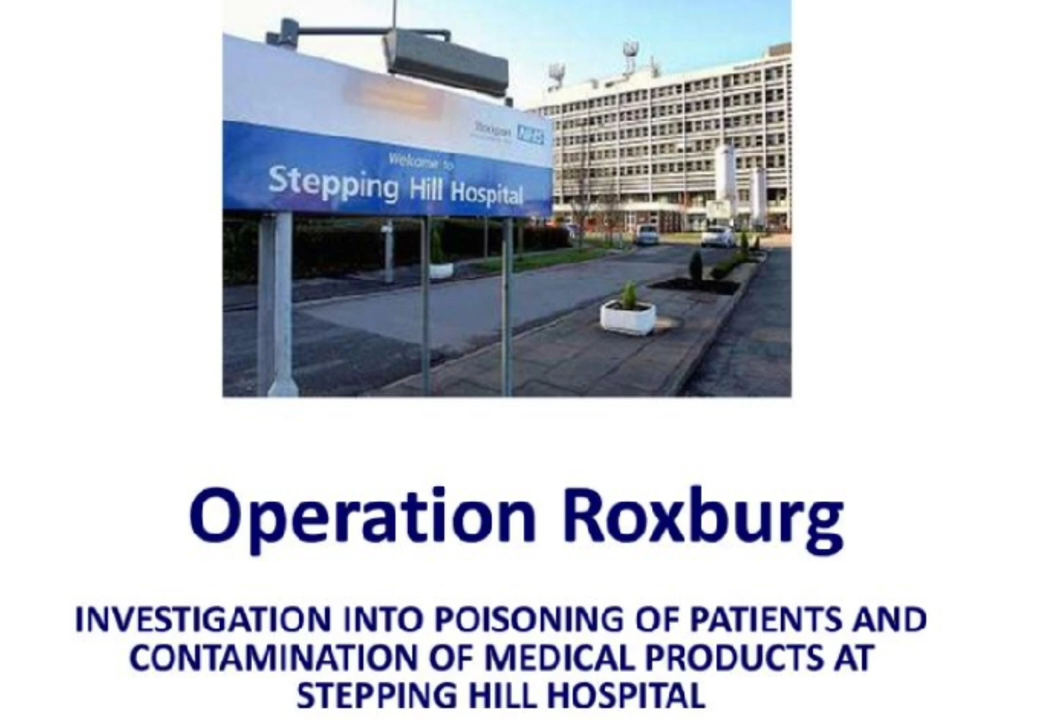 Stockport NHS
Welcome to
Stepping Hill Hospital
Operation Roxburg
INVESTIGATION INTO POISONING OF PATIENTS AND
CONTAMINATION OF MEDICAL PRODUCTS AT
STEPPING HILL HOSPITAL